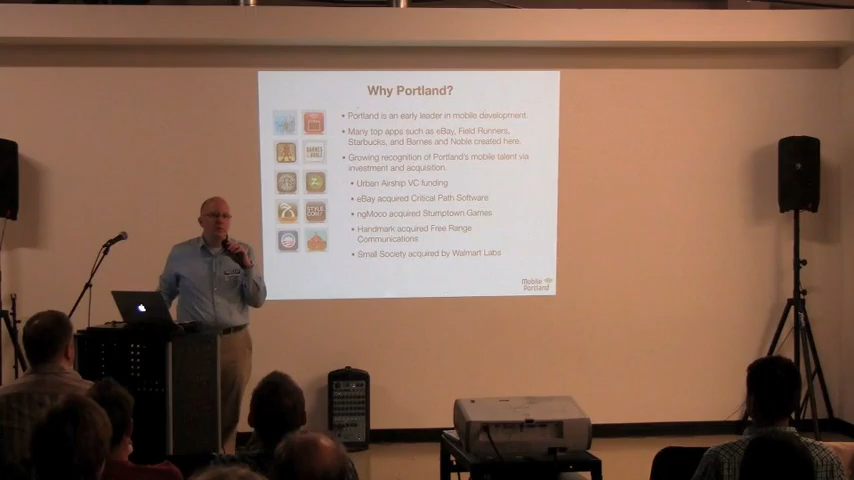 Why Portland?
• Portland is an early leader in mobile development.
• Many top apps such as eBay, Field Runners,
Starbucks, and Barnes and Noble created here.
• Growing recognition of Portland's mobile talent via
investment and acquisition.
• Urban Airship VC funding
• eBay acquired Critical Path Software
• ngMoco acquired Stumptown Games
• Handmark acquired Free Range
Communications
• Small Society acquired by Walmart Labs
Mobile
Portland